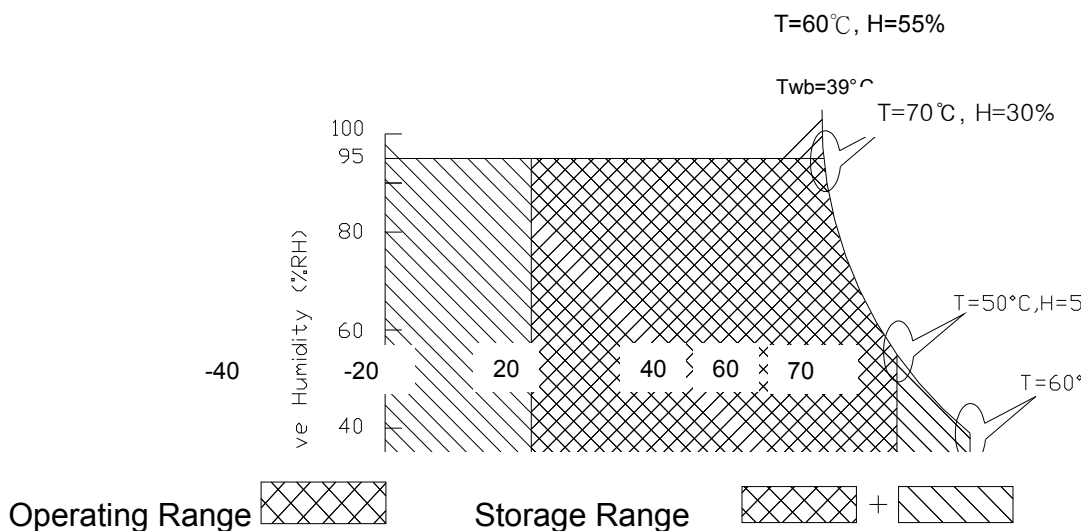 T=60℃, H=55%
Twb=39°C
T=70℃, H=30%
100
95
80
ve Humidity (%RH)
60
T=50°C,H=5
-40 -20 20 40 60 70
T=60°
40
Operating Range Storage Range +